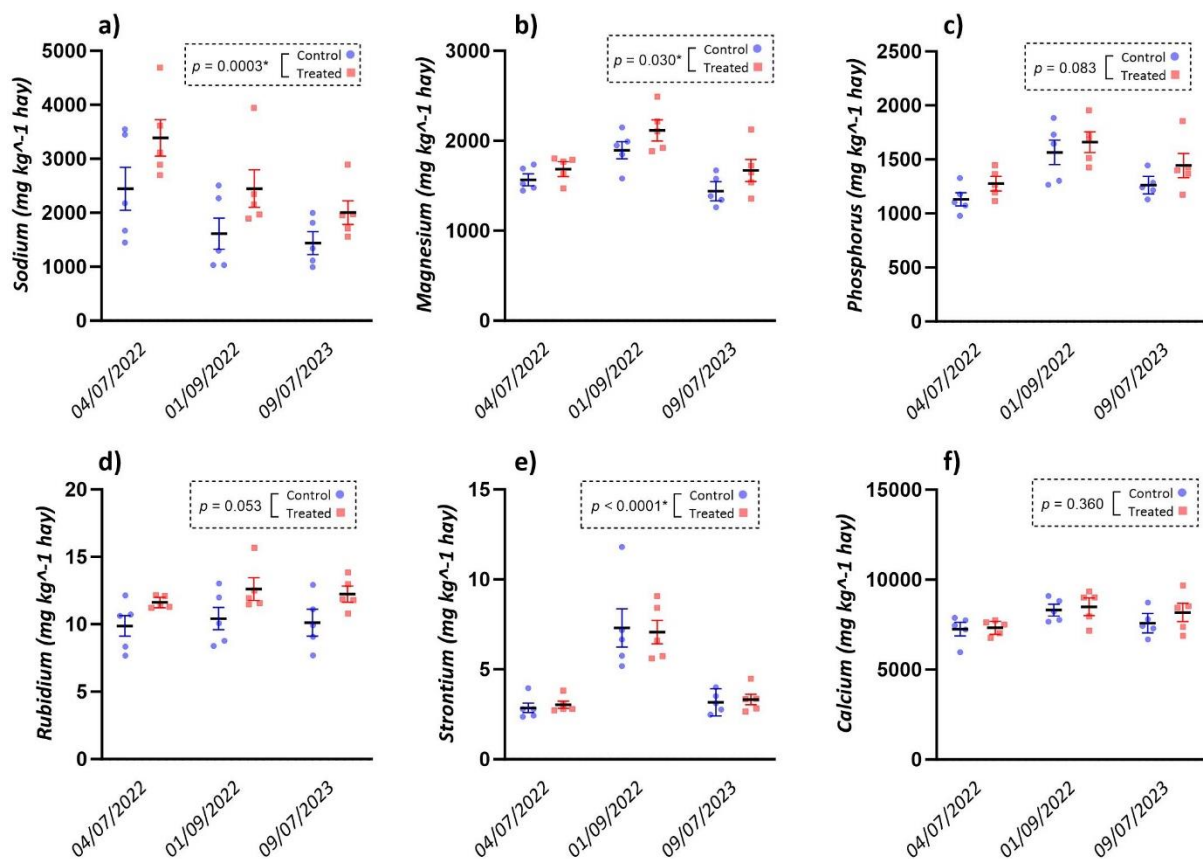 a)
Sodium (mg kg^-1 hay)
5000
4000
3000
2000
1000
0
p = 0.0003*
Control
Treated
04/07/2022
01/09/2022
09/07/2023
b)
Magnesium (mg kg^-1 hay)
3000
2000
1000
0
p = 0.030*
Control
Treated
04/07/2022
01/09/2022
09/07/2023
c)
Phosphorus (mg kg^-1 hay)
2500
2000
1500
1000
500
0
p = 0.083
Control
Treated
04/07/2022
01/09/2022
09/07/2023
d)
Rubidium (mg kg^-1 hay)
20
15
10
5
0
p = 0.053
Control
Treated
04/07/2022
01/09/2022
09/07/2023
e)
Strontium (mg kg^-1 hay)
15
10
5
0
p < 0.0001*
Control
Treated
04/07/2022
01/09/2022
09/07/2023
f)
Calcium (mg kg^-1 hay)
15000
10000
5000
0
p = 0.360
Control
Treated
04/07/2022
01/09/2022
09/07/2023